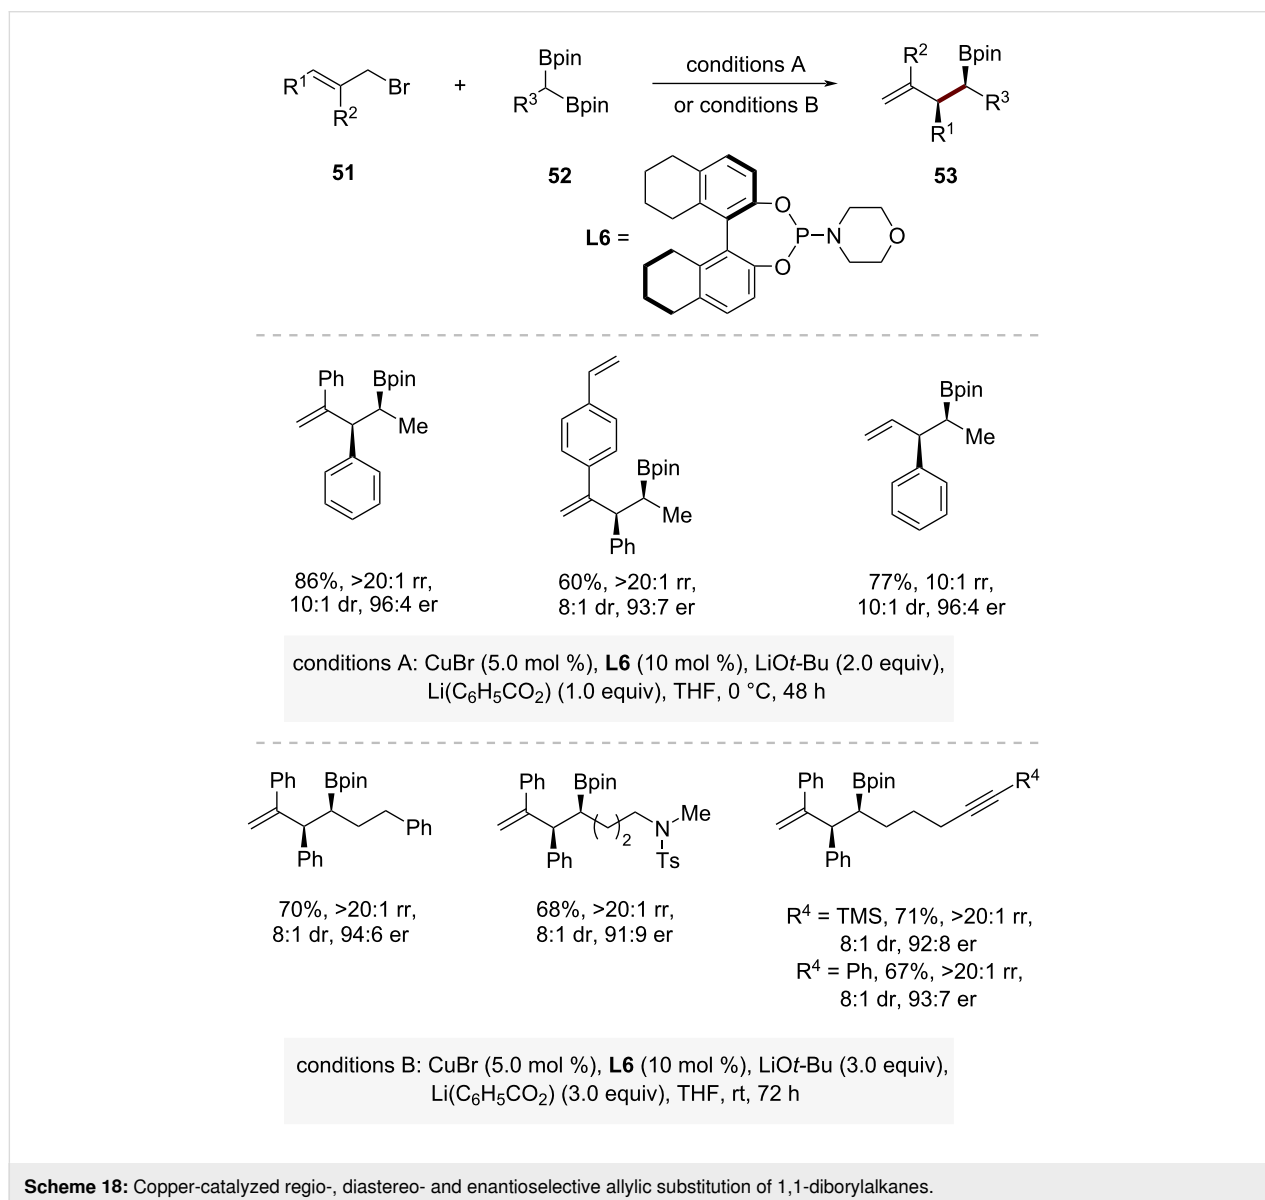 R1 R2 Br + Bpin R3 Bpin conditions A or conditions B R2 Bpin R1 R3
51 52 53
L6 = O O P N O
Ph Bpin Me
Bpin Me Ph
Bpin Me
86%, >20:1 rr,
10:1 dr, 96:4 er
60%, >20:1 rr,
8:1 dr, 93:7 er
77%, 10:1 rr,
10:1 dr, 96:4 er
conditions A: CuBr (5.0 mol %), L6 (10 mol %), LiOt-Bu (2.0 equiv),
Li(C6H5CO2) (1.0 equiv), THF, 0 °C, 48 h
Ph Bpin Ph Ph
Ph Bpin Ph ( )2 N Me Ts
Ph Bpin Ph R4
70%, >20:1 rr,
8:1 dr, 94:6 er
68%, >20:1 rr,
8:1 dr, 91:9 er
R4 = TMS, 71%, >20:1 rr,
8:1 dr, 92:8 er
R4 = Ph, 67%, >20:1 rr,
8:1 dr, 93:7 er
conditions B: CuBr (5.0 mol %), L6 (10 mol %), LiOt-Bu (3.0 equiv),
Li(C6H5CO2) (3.0 equiv), THF, rt, 72 h
Scheme 18: Copper-catalyzed regio-, diastereo- and enantioselective allylic substitution of 1,1-diborylalkanes.